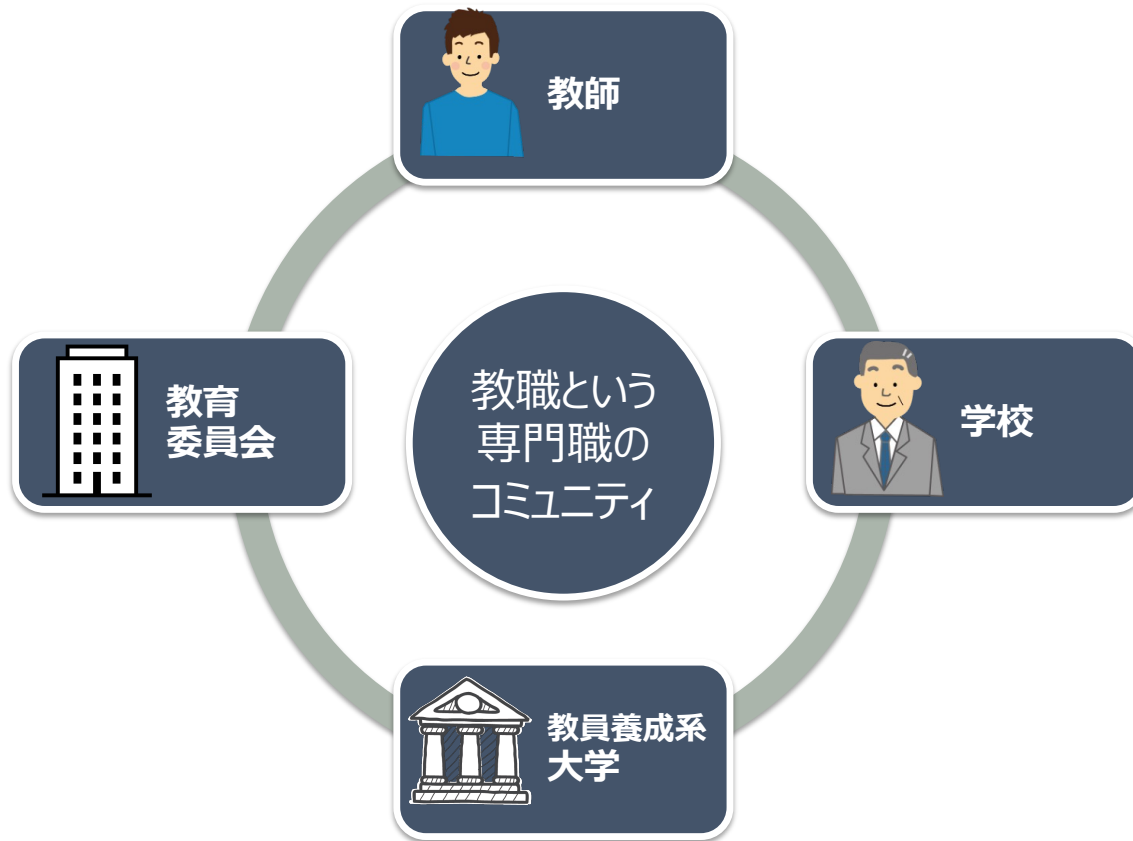 教師
教育
委員会
教職という
専門職の
コミュニティ
学校
教員養成系
大学